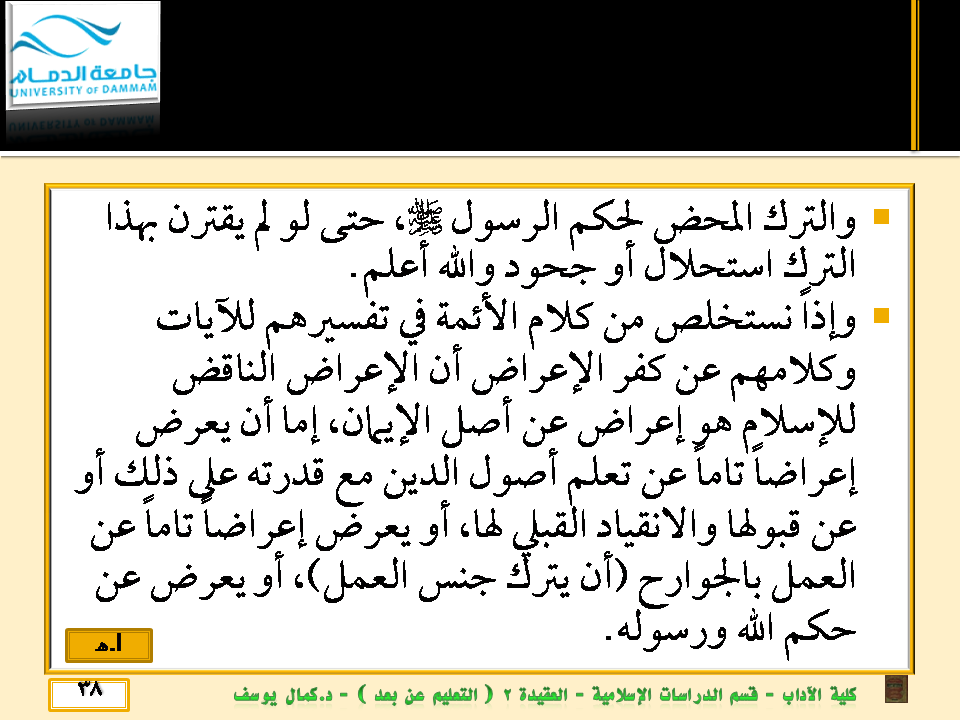 جامعة الدمام
UNIVERSITY OF DAMMAM
والترك المحض لحكم الرسول ﷺ، حتى لو لم يقترن بهذا
الترك استحلال أو جحود والله أعلم.
وإذاً نستخلص من كلام الأئمة في تفسيرهم للآيات
وكلامهم عن كفر الإعراض أن الإعراض الناقض
للإسلام هو إعراض عن أصل الإيمان، إما أن يعرض
إعراضاً تاماً عن تعلم أصول الدين مع قدرته على ذلك أو
عن قبولها والانقياد القبلي لها، أو يعرض إعراضاً تاماً عن
العمل بالجوارح (أن يترك جنس العمل)، أو يعرض عن
حكم الله ورسوله.
ا.هـ
كلية الآداب - قسم الدراسات الإسلامية - العقيدة ٢ ( التعليم عن بعد ) - د.كمال يوسف
٣٨